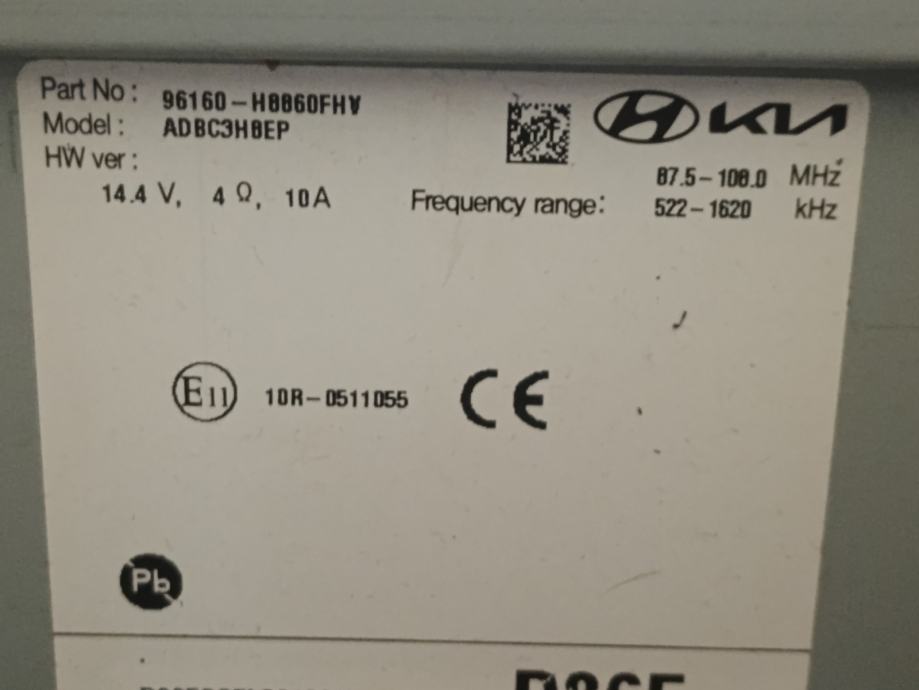 Part No : 96160-H8860FHV
Model : ADBC3H8EP
HW ver :
KIA
14.4 V, 4 Ω, 10A
Frequency range: 87.5-108.0 MHz
522-1620 kHz
E11 10R-0511055 CE
Pb